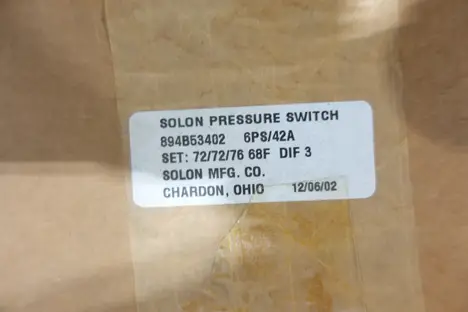 SOLON PRESSURE SWITCH
894B53402 6PS/42A
SET: 72/72/76 68F DIF 3
SOLON MFG. CO.
CHARDON, OHIO 12/06/02